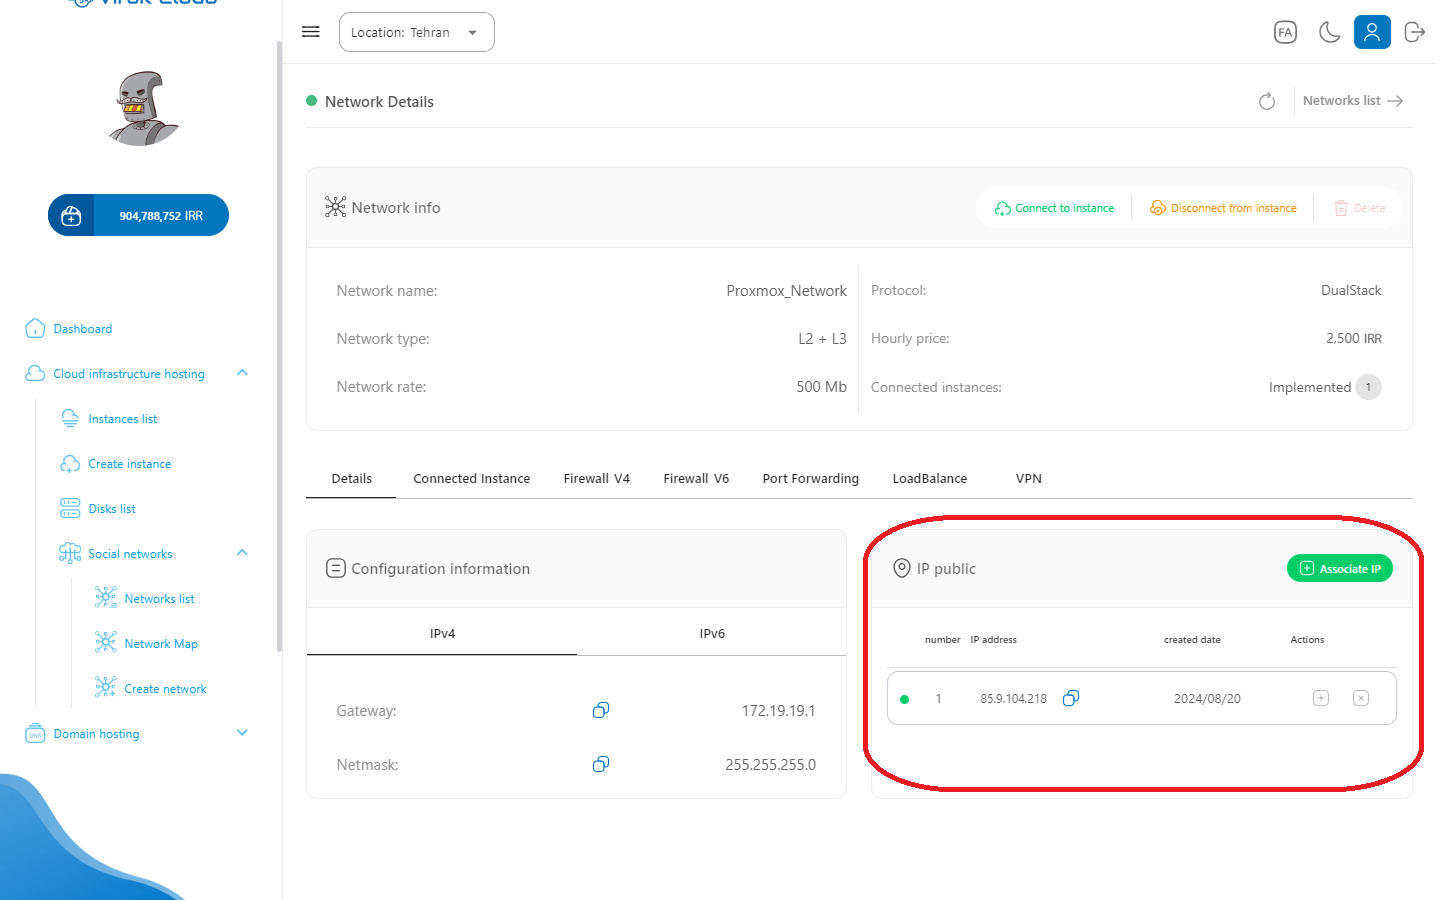 Location: Tehran
FA
Network Details
Networks list
904,788,752 IRR
Dashboard
Cloud infrastructure hosting
Instances list
Create instance
Disks list
Social networks
Networks list
Network Map
Create network
DNS
Domain hosting
Network info
Connect to instance
Disconnect from instance
Delete
Network name: Proxmox_Network
Network type: L2 + L3
Network rate: 500 Mb
Protocol: DualStack
Hourly price: 2,500 IRR
Connected instances: Implemented 1
Details Connected Instance Firewall V4 Firewall V6 Port Forwarding LoadBalance VPN
Configuration information
IPv4 IPv6
Gateway: 172.19.19.1
Netmask: 255.255.255.0
IP public
Associate IP
number IP address created date Actions
1 85.9.104.218 2024/08/20